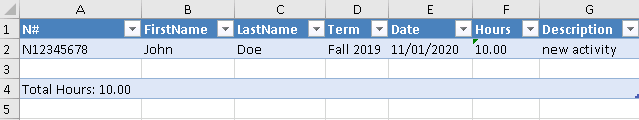 A B C D E F G
1 N# FirstName LastName Term Date Hours Description
2 N12345678 John Doe Fall 2019 11/01/2020 10.00 new activity
3
4 Total Hours: 10.00
5